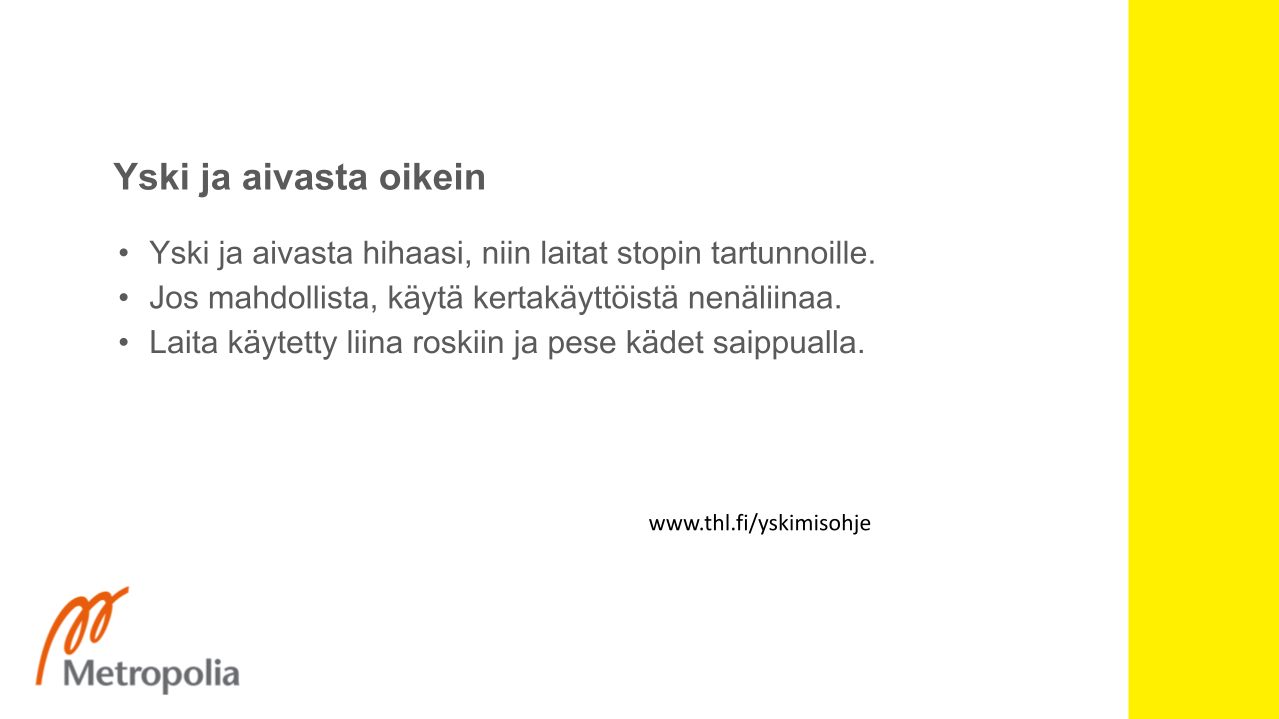 Yski ja aivasta oikein
• Yski ja aivasta hihaasi, niin laitat stopin tartunnoille.
• Jos mahdollista, käytä kertakäyttöistä nenäliinaa.
• Laita käytetty liina roskiin ja pese kädet saippualla.
www.thl.fi/yskimisohje
Metropolia